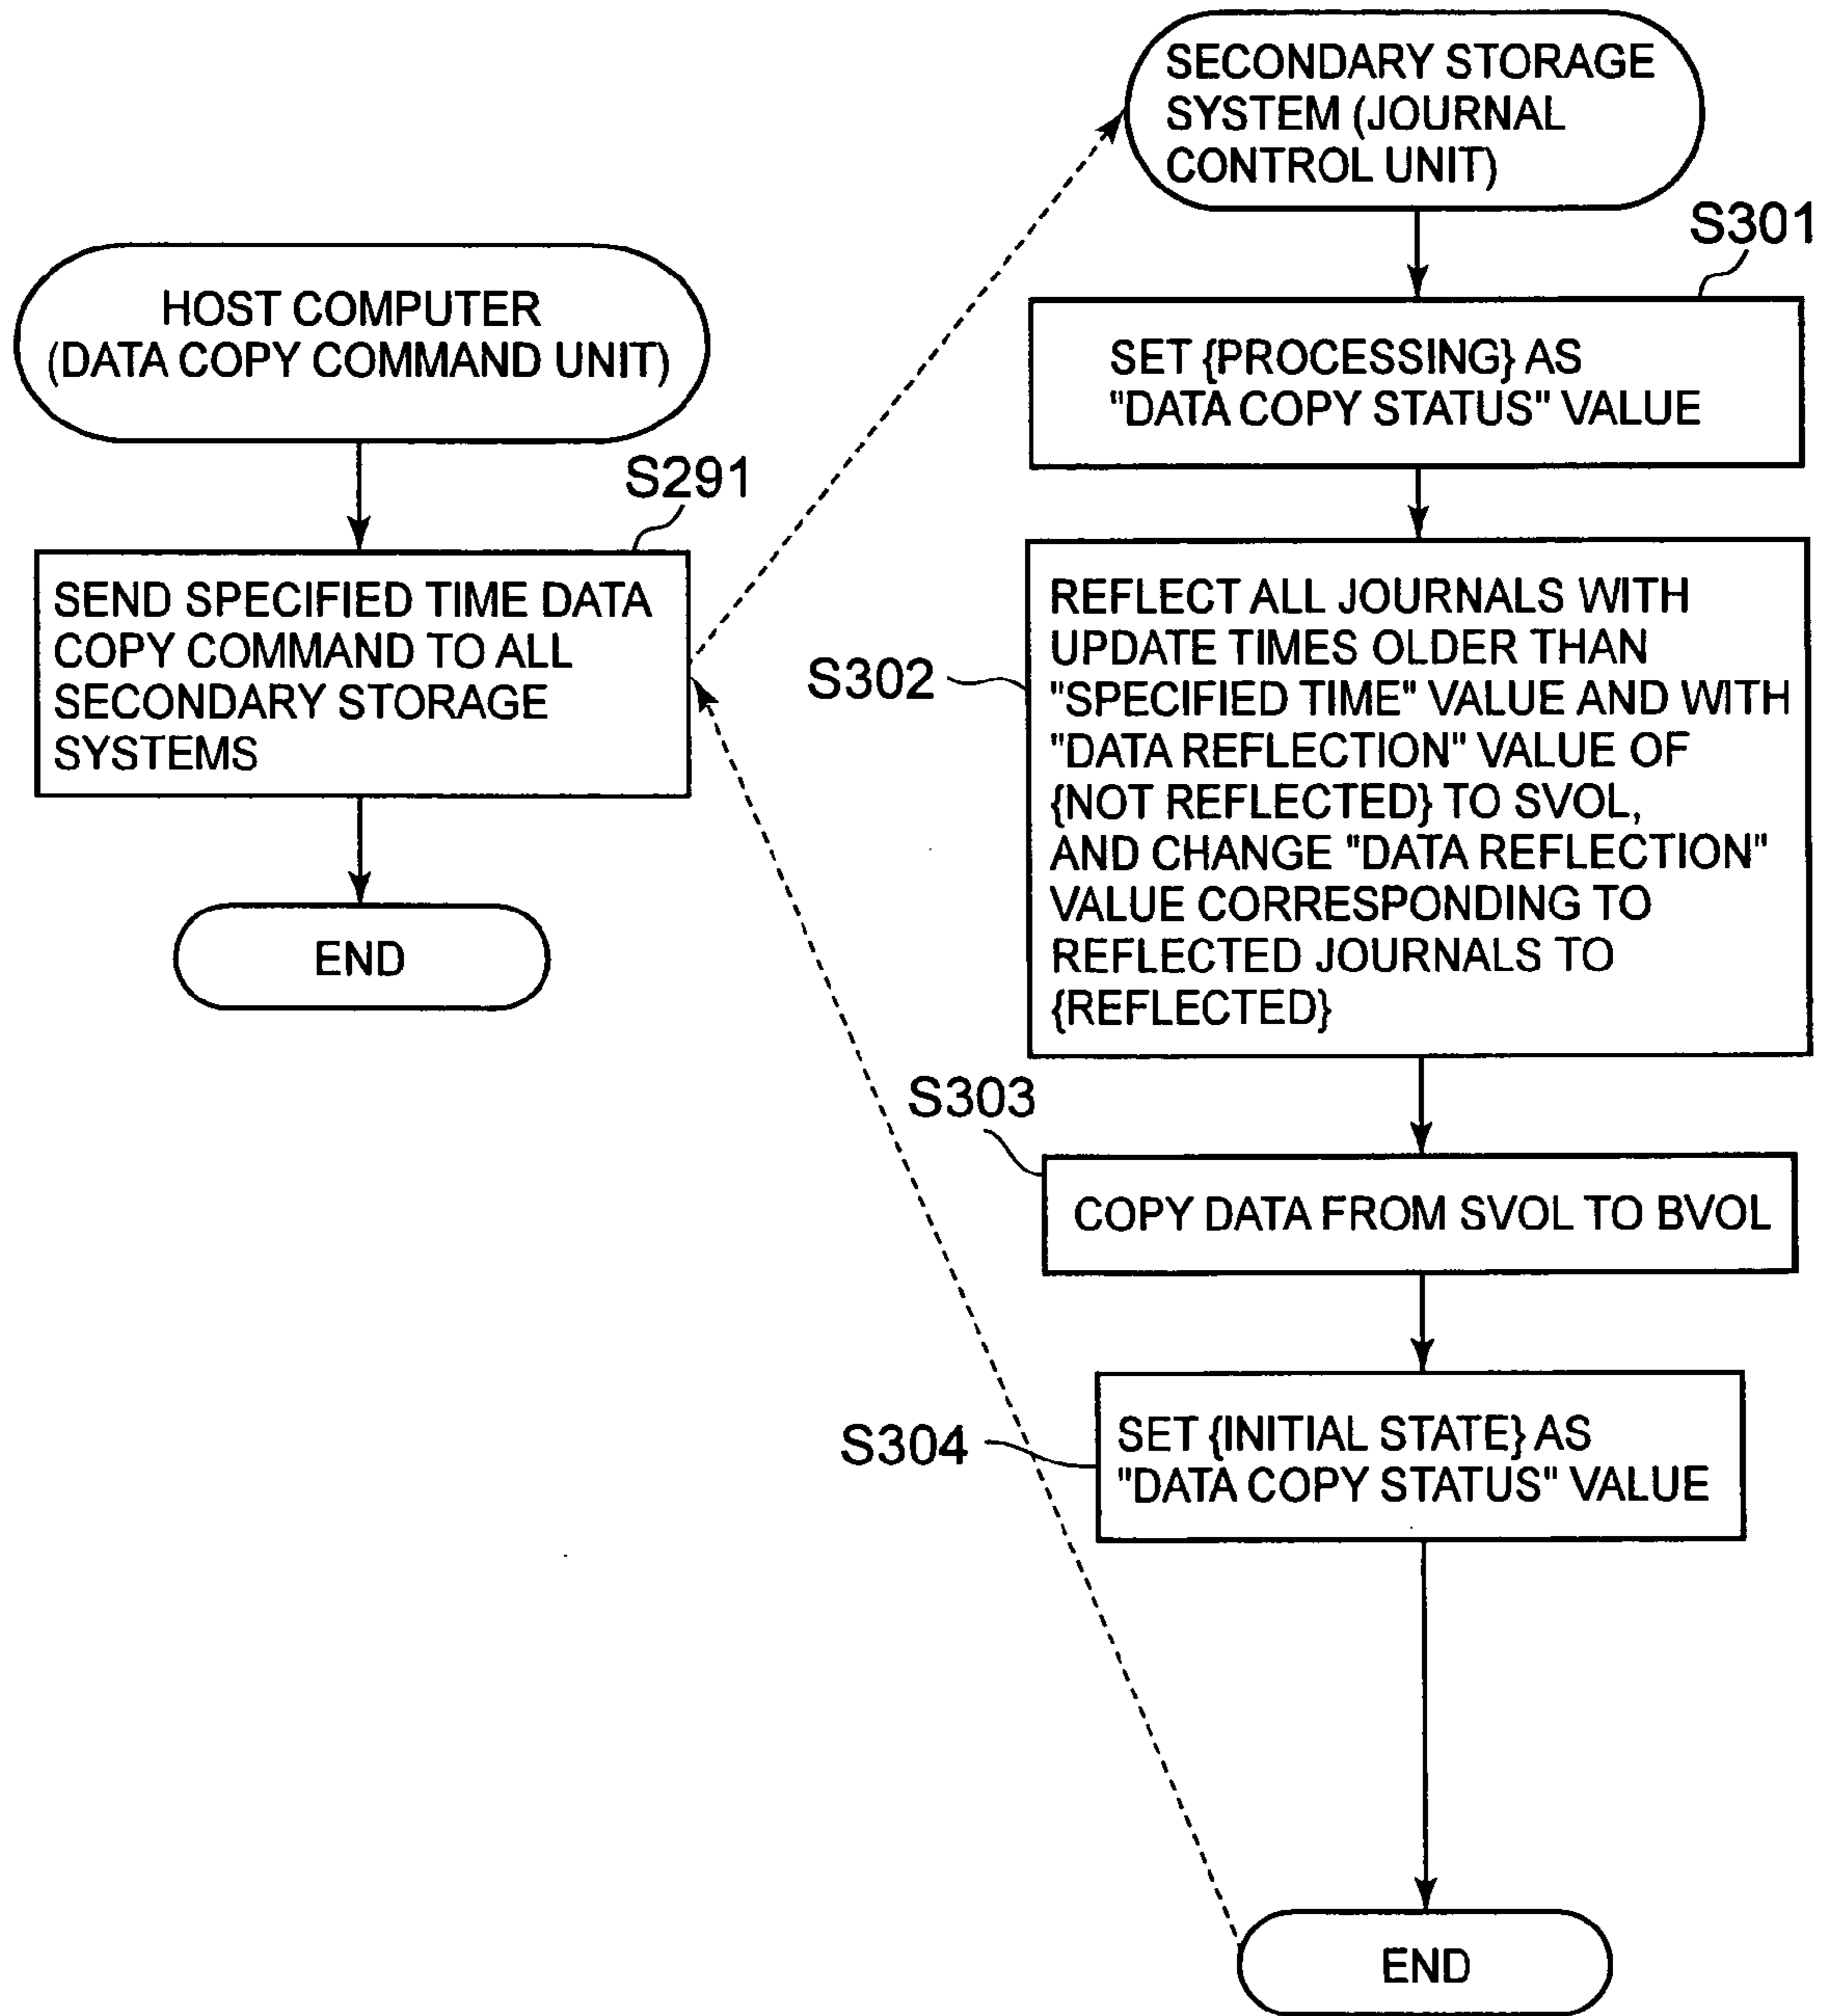 HOST COMPUTER
(DATA COPY COMMAND UNIT)
S291
SEND SPECIFIED TIME DATA
COPY COMMAND TO ALL
SECONDARY STORAGE
SYSTEMS
END
SECONDARY STORAGE
SYSTEM (JOURNAL
CONTROL UNIT)
S301
SET {PROCESSING} AS
"DATA COPY STATUS" VALUE
S302
REFLECT ALL JOURNALS WITH
UPDATE TIMES OLDER THAN
"SPECIFIED TIME" VALUE AND WITH
"DATA REFLECTION" VALUE OF
{NOT REFLECTED} TO SVOL,
AND CHANGE "DATA REFLECTION"
VALUE CORRESPONDING TO
REFLECTED JOURNALS TO
{REFLECTED}
S303
COPY DATA FROM SVOL TO BVOL
S304
SET {INITIAL STATE} AS
"DATA COPY STATUS" VALUE
END